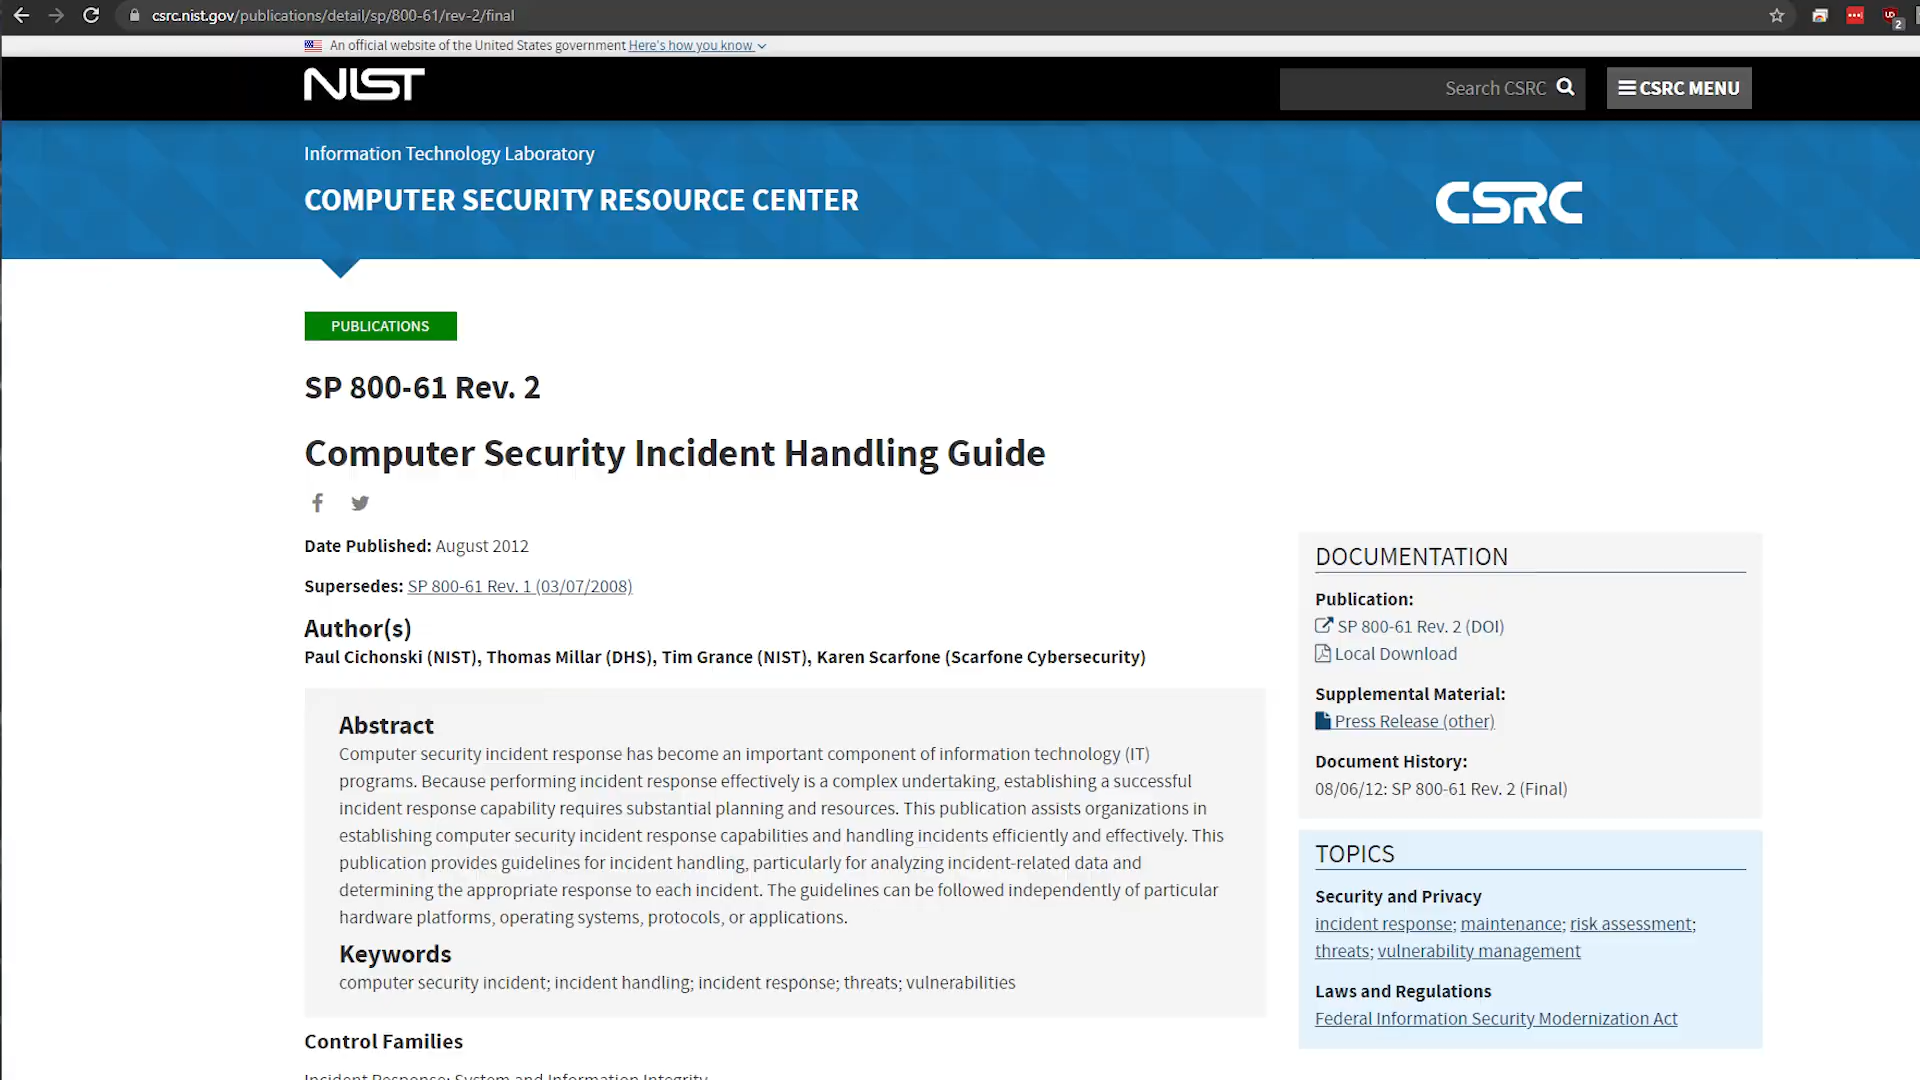 csrc.nist.gov/publications/detail/sp/800-61/rev-2/final
2
An official website of the United States government Here's how you know
NIST
Search CSRC
CSRC MENU
Information Technology Laboratory
COMPUTER SECURITY RESOURCE CENTER
CSRC
PUBLICATIONS
SP 800-61 Rev. 2
Computer Security Incident Handling Guide
Date Published: August 2012
Supersedes: SP 800-61 Rev. 1 (03/07/2008)
Author(s)
Paul Cichonski (NIST), Thomas Millar (DHS), Tim Grance (NIST), Karen Scarfone (Scarfone Cybersecurity)
Abstract
Computer security incident response has become an important component of information technology (IT)
programs. Because performing incident response effectively is a complex undertaking, establishing a successful
incident response capability requires substantial planning and resources. This publication assists organizations in
establishing computer security incident response capabilities and handling incidents efficiently and effectively. This
publication provides guidelines for incident handling, particularly for analyzing incident-related data and
determining the appropriate response to each incident. The guidelines can be followed independently of particular
hardware platforms, operating systems, protocols, or applications.
Keywords
computer security incident; incident handling; incident response; threats; vulnerabilities
Control Families
Incident Response; System and Information Integrity
DOCUMENTATION
Publication:
SP 800-61 Rev. 2 (DOI)
Local Download
Supplemental Material:
Press Release (other)
Document History:
08/06/12: SP 800-61 Rev. 2 (Final)
TOPICS
Security and Privacy
incident response; maintenance; risk assessment;
threats; vulnerability management
Laws and Regulations
Federal Information Security Modernization Act